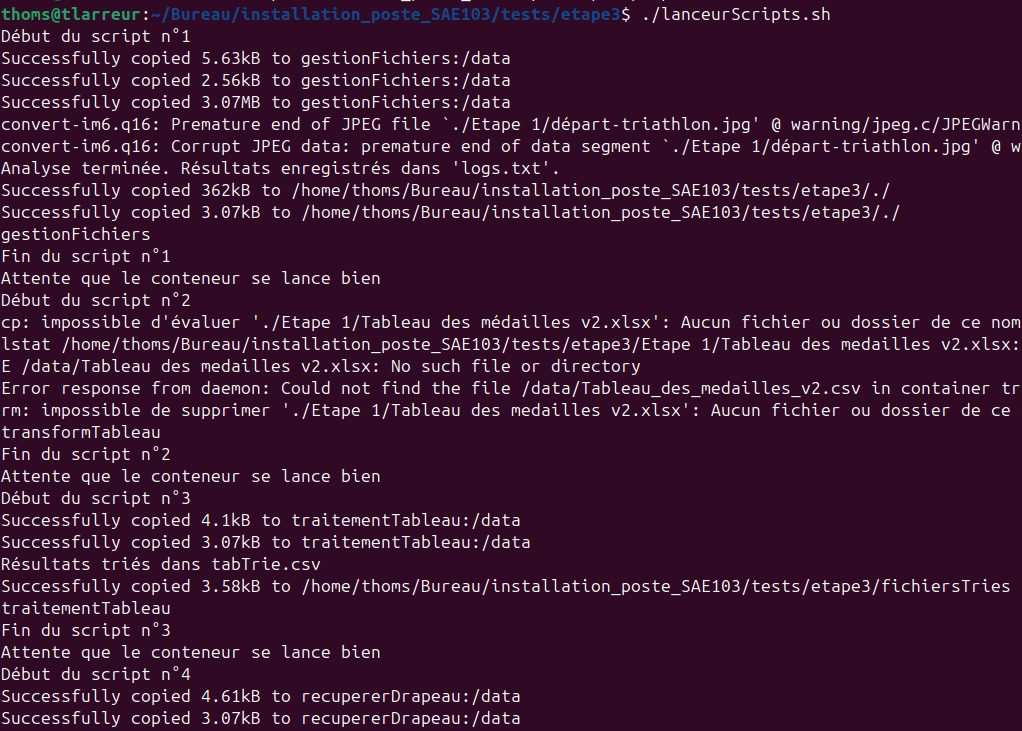 thoms@tlarreur:~/Bureau/installation_poste_SAE103/tests/etape3$ ./lanceurScripts.sh
Début du script n°1
Successfully copied 5.63kB to gestionFichiers:/data
Successfully copied 2.56kB to gestionFichiers:/data
Successfully copied 3.07MB to gestionFichiers:/data
convert-im6.q16: Premature end of JPEG file `./Etape 1/départ-triathlon.jpg' @ warning/jpeg.c/JPEGWarn
convert-im6.q16: Corrupt JPEG data: premature end of data segment `./Etape 1/départ-triathlon.jpg' @ w
Analyse terminée. Résultats enregistrés dans 'logs.txt'.
Successfully copied 362kB to /home/thoms/Bureau/installation_poste_SAE103/tests/etape3/./
Successfully copied 3.07kB to /home/thoms/Bureau/installation_poste_SAE103/tests/etape3/./
gestionFichiers
Fin du script n°1
Attente que le conteneur se lance bien
Début du script n°2
cp: impossible d'évaluer './Etape 1/Tableau des médailles v2.xlsx': Aucun fichier ou dossier de ce nom
lstat /home/thoms/Bureau/installation_poste_SAE103/tests/etape3/Etape 1/Tableau des medailles v2.xlsx:
E /data/Tableau des medailles v2.xlsx: No such file or directory
Error response from daemon: Could not find the file /data/Tableau_des_medailles_v2.csv in container tr
rm: impossible de supprimer './Etape 1/Tableau des medailles v2.xlsx': Aucun fichier ou dossier de ce
transformTableau
Fin du script n°2
Attente que le conteneur se lance bien
Début du script n°3
Successfully copied 4.1kB to traitementTableau:/data
Successfully copied 3.07kB to traitementTableau:/data
Résultats triés dans tabTrie.csv
Successfully copied 3.58kB to /home/thoms/Bureau/installation_poste_SAE103/tests/etape3/fichiersTries
traitementTableau
Fin du script n°3
Attente que le conteneur se lance bien
Début du script n°4
Successfully copied 4.61kB to recupererDrapeau:/data
Successfully copied 3.07kB to recupererDrapeau:/data